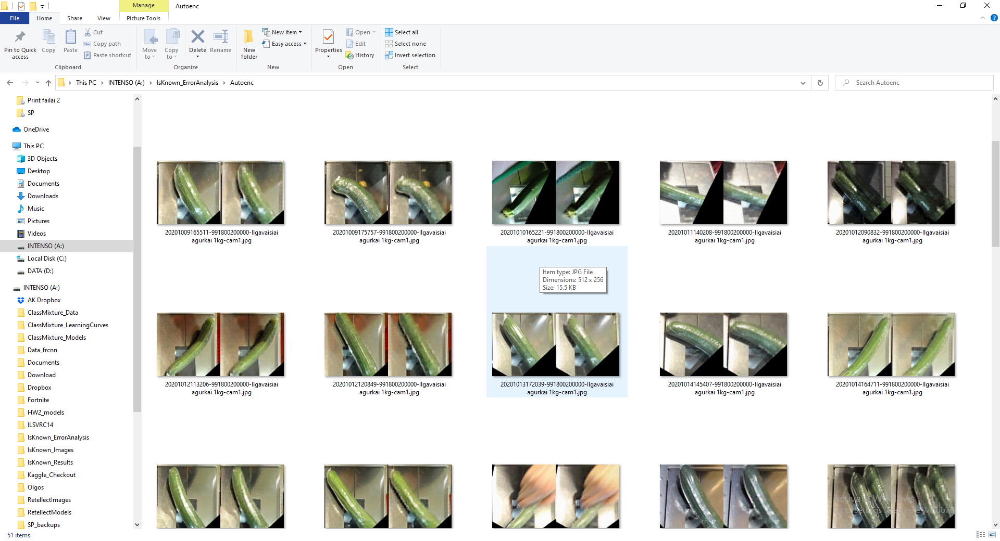 Manage
Autoenc
File
Home
Share
View
Picture Tools
Pin to Quick access
Copy
Paste
Cut
Copy path
Paste shortcut
Clipboard
Move to
Copy to
Delete
Rename
Organize
New folder
New item
Easy access
New
Properties
Open
Edit
History
Open
Select all
Select none
Invert selection
Select
This PC
INTENSO (A:)
IsKnown_ErrorAnalysis
Autoenc
Search Autoenc
Print failai 2
SP
OneDrive
This PC
3D Objects
Desktop
Documents
Downloads
Music
Pictures
Videos
INTENSO (A:)
Local Disk (C:)
DATA (D:)
INTENSO (A:)
AK Dropbox
ClassMixture_Data
ClassMixture_LearningCurves
ClassMixture_Models
Data_frcnn
Documents
Download
Dropbox
Fortnite
HW2_models
ILSVRC14
IsKnown_ErrorAnalysis
IsKnown_Images
IsKnown_Results
Kaggle_Checkout
Olgos
RetellectImages
RetellectModels
SP_backups
20201009165511-991800200000-Ilgavaisiai
agurkai 1kg-cam1.jpg
20201009175757-991800200000-Ilgavaisiai
agurkai 1kg-cam1.jpg
20201010165221-991800200000-Ilgavaisiai
agurkai 1kg-cam1.jpg
20201011140208-991800200000-Ilgavaisiai
agurkai 1kg-cam1.jpg
20201012090832-991800200000-Ilgavaisiai
agurkai 1kg-cam1.jpg
Item type: JPG File
Dimensions: 512 x 256
Size: 15.5 KB
20201012113206-991800200000-Ilgavaisiai
agurkai 1kg-cam1.jpg
20201012120849-991800200000-Ilgavaisiai
agurkai 1kg-cam1.jpg
20201013172039-991800200000-Ilgavaisiai
agurkai 1kg-cam1.jpg
20201014145407-991800200000-Ilgavaisiai
agurkai 1kg-cam1.jpg
20201014164711-991800200000-Ilgavaisiai
agurkai 1kg-cam1.jpg
Activate Windows
Go to Settings to activate Windows.
51 items